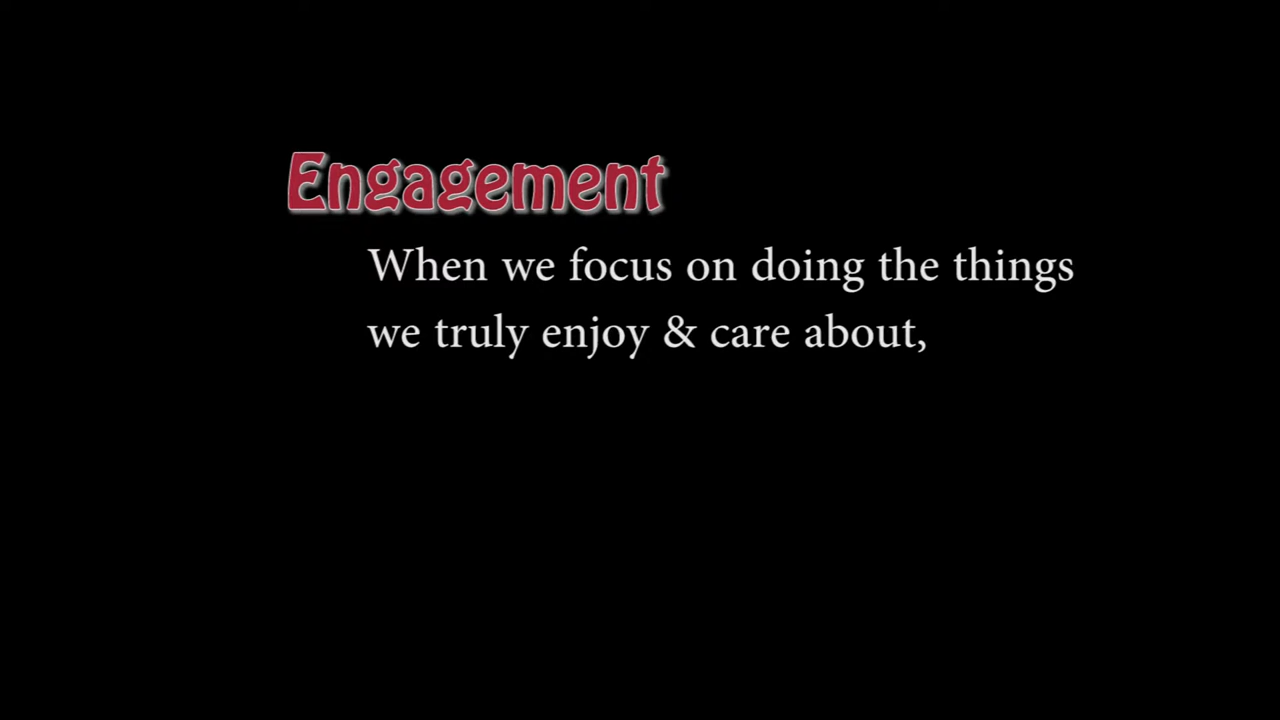 Engagement
When we focus on doing the things
we truly enjoy & care about,